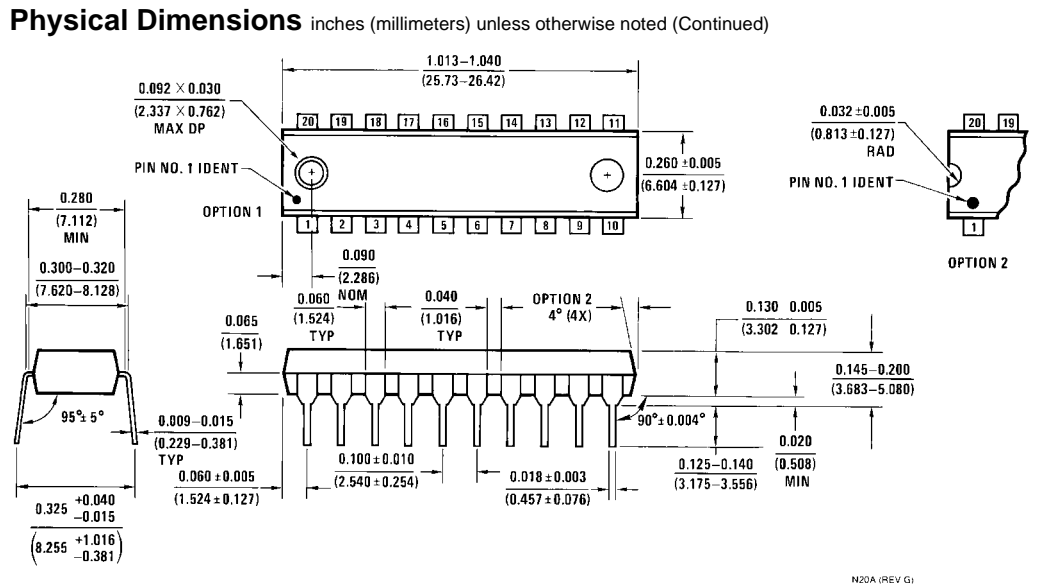 Physical Dimensions inches (millimeters) unless otherwise noted (Continued)
1.013–1.040
(25.73–26.42)
0.092 × 0.030
(2.337 × 0.762)
MAX DP
20 19 18 17 16 15 14 13 12 11
0.032 ±0.005
(0.813±0.127)
RAD
20 19
PIN NO. 1 IDENT
0.260 ±0.005
(6.604 ±0.127)
PIN NO. 1 IDENT
OPTION 1
1 2 3 4 5 6 7 8 9 10
1
OPTION 2
0.280
(7.112)
MIN
0.300–0.320
(7.620–8.128)
0.090
(2.286)
NOM
0.060
(1.524)
TYP
0.040
(1.016)
TYP
OPTION 2
4° (4X)
0.130 0.005
(3.302 0.127)
0.065
(1.651)
0.145–0.200
(3.683–5.080)
95°± 5°
0.009–0.015
(0.229–0.381)
TYP
90°±0.004°
0.020
(0.508)
MIN
0.100 ±0.010
(2.540 ±0.254)
0.018 ±0.003
(0.457 ±0.076)
0.125–0.140
(3.175–3.556)
0.060 ±0.005
(1.524 ±0.127)
0.325 +0.040
−0.015
(8.255 +1.016
−0.381)
N20A (REV G)